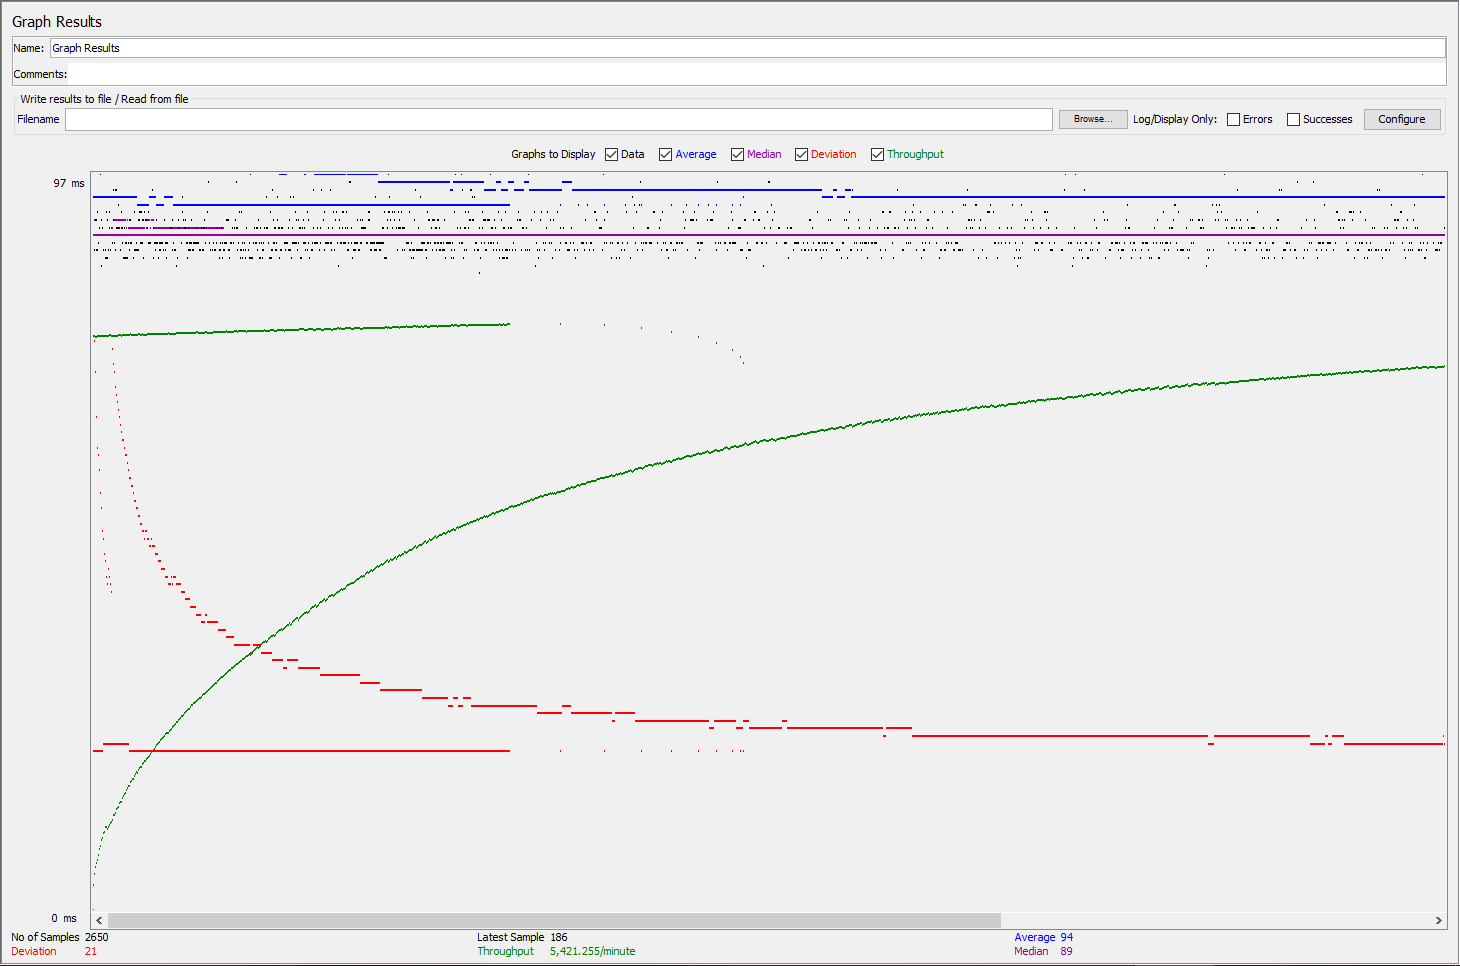 Graph Results
Name: Graph Results
Comments:
Write results to file / Read from file
Filename Browse... Log/Display Only: Errors Successes Configure
Graphs to Display Data Average Median Deviation Throughput
97 ms
0 ms
No of Samples 2650 Latest Sample 186 Average 94
Deviation 21 Throughput 5,421.255/minute Median 89